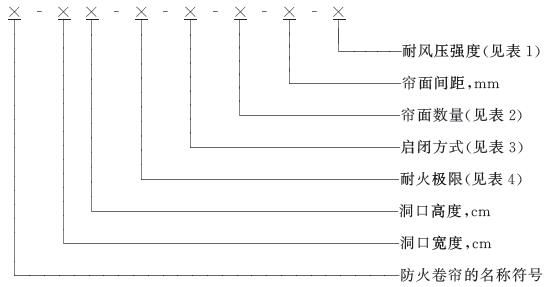 × - × × - × - × - × - × - ×
耐风压强度(见表1)
帘面间距,mm
帘面数量(见表2)
启闭方式(见表3)
耐火极限(见表4)
洞口高度,cm
洞口宽度,cm
防火卷帘的名称符号